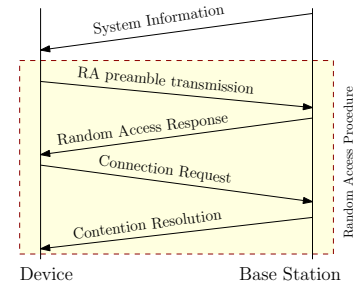 System Information
RA preamble transmission
Random Access Response
Connection Request
Contention Resolution
Random Access Procedure
Device
Base Station